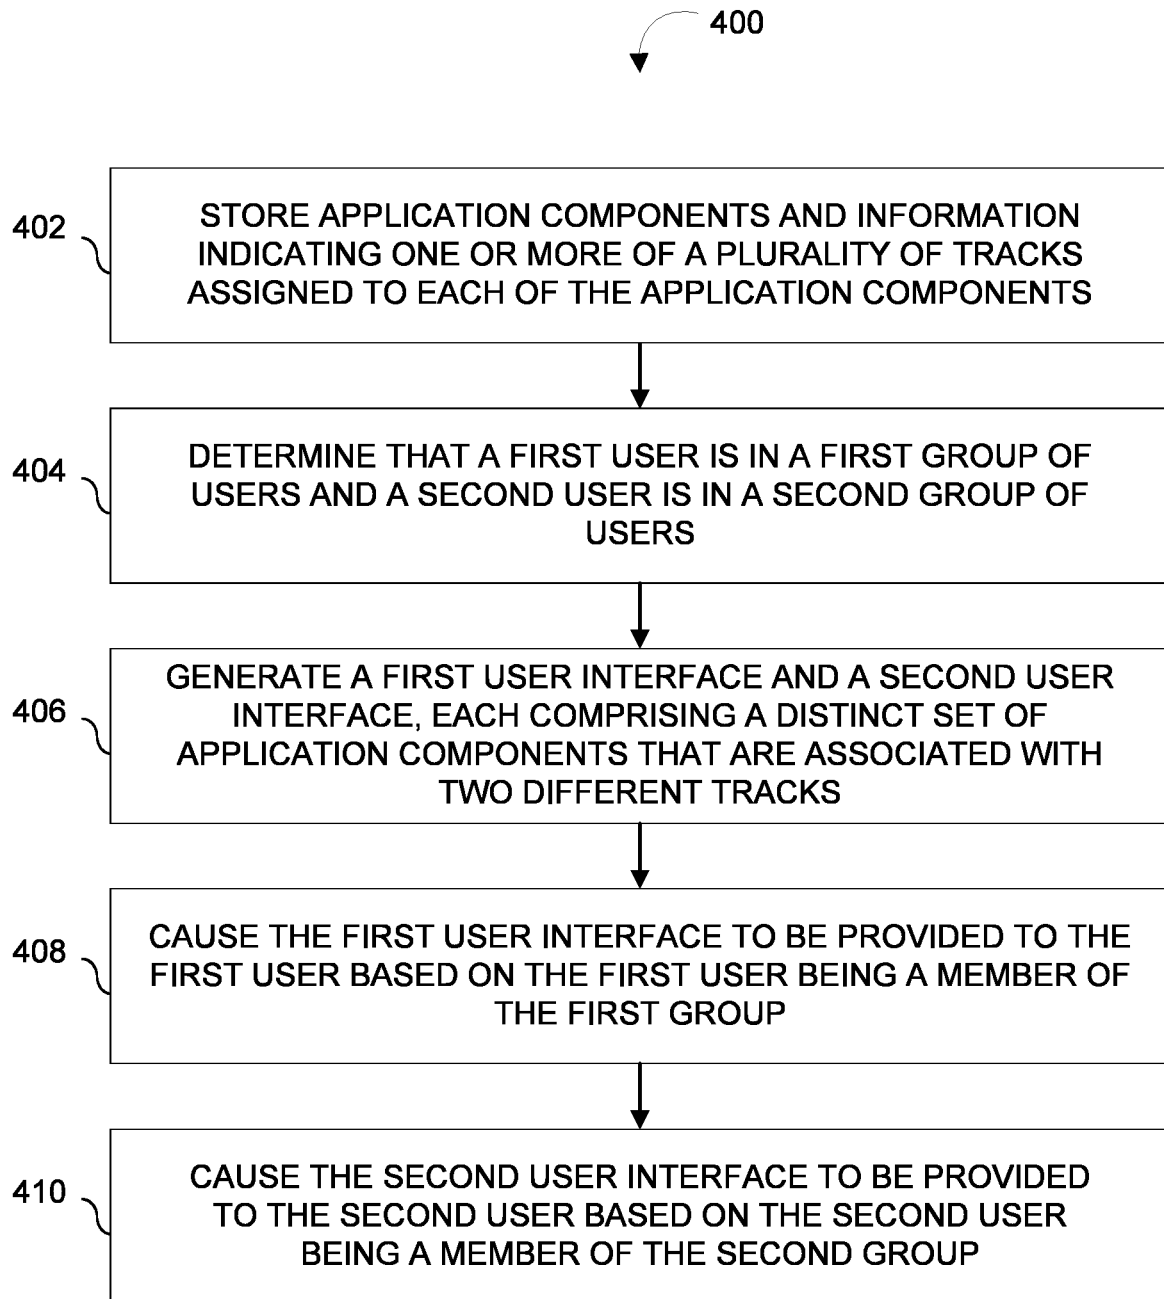 400
402
STORE APPLICATION COMPONENTS AND INFORMATION
INDICATING ONE OR MORE OF A PLURALITY OF TRACKS
ASSIGNED TO EACH OF THE APPLICATION COMPONENTS
404
DETERMINE THAT A FIRST USER IS IN A FIRST GROUP OF
USERS AND A SECOND USER IS IN A SECOND GROUP OF
USERS
406
GENERATE A FIRST USER INTERFACE AND A SECOND USER
INTERFACE, EACH COMPRISING A DISTINCT SET OF
APPLICATION COMPONENTS THAT ARE ASSOCIATED WITH
TWO DIFFERENT TRACKS
408
CAUSE THE FIRST USER INTERFACE TO BE PROVIDED TO THE
FIRST USER BASED ON THE FIRST USER BEING A MEMBER OF
THE FIRST GROUP
410
CAUSE THE SECOND USER INTERFACE TO BE PROVIDED
TO THE SECOND USER BASED ON THE SECOND USER
BEING A MEMBER OF THE SECOND GROUP